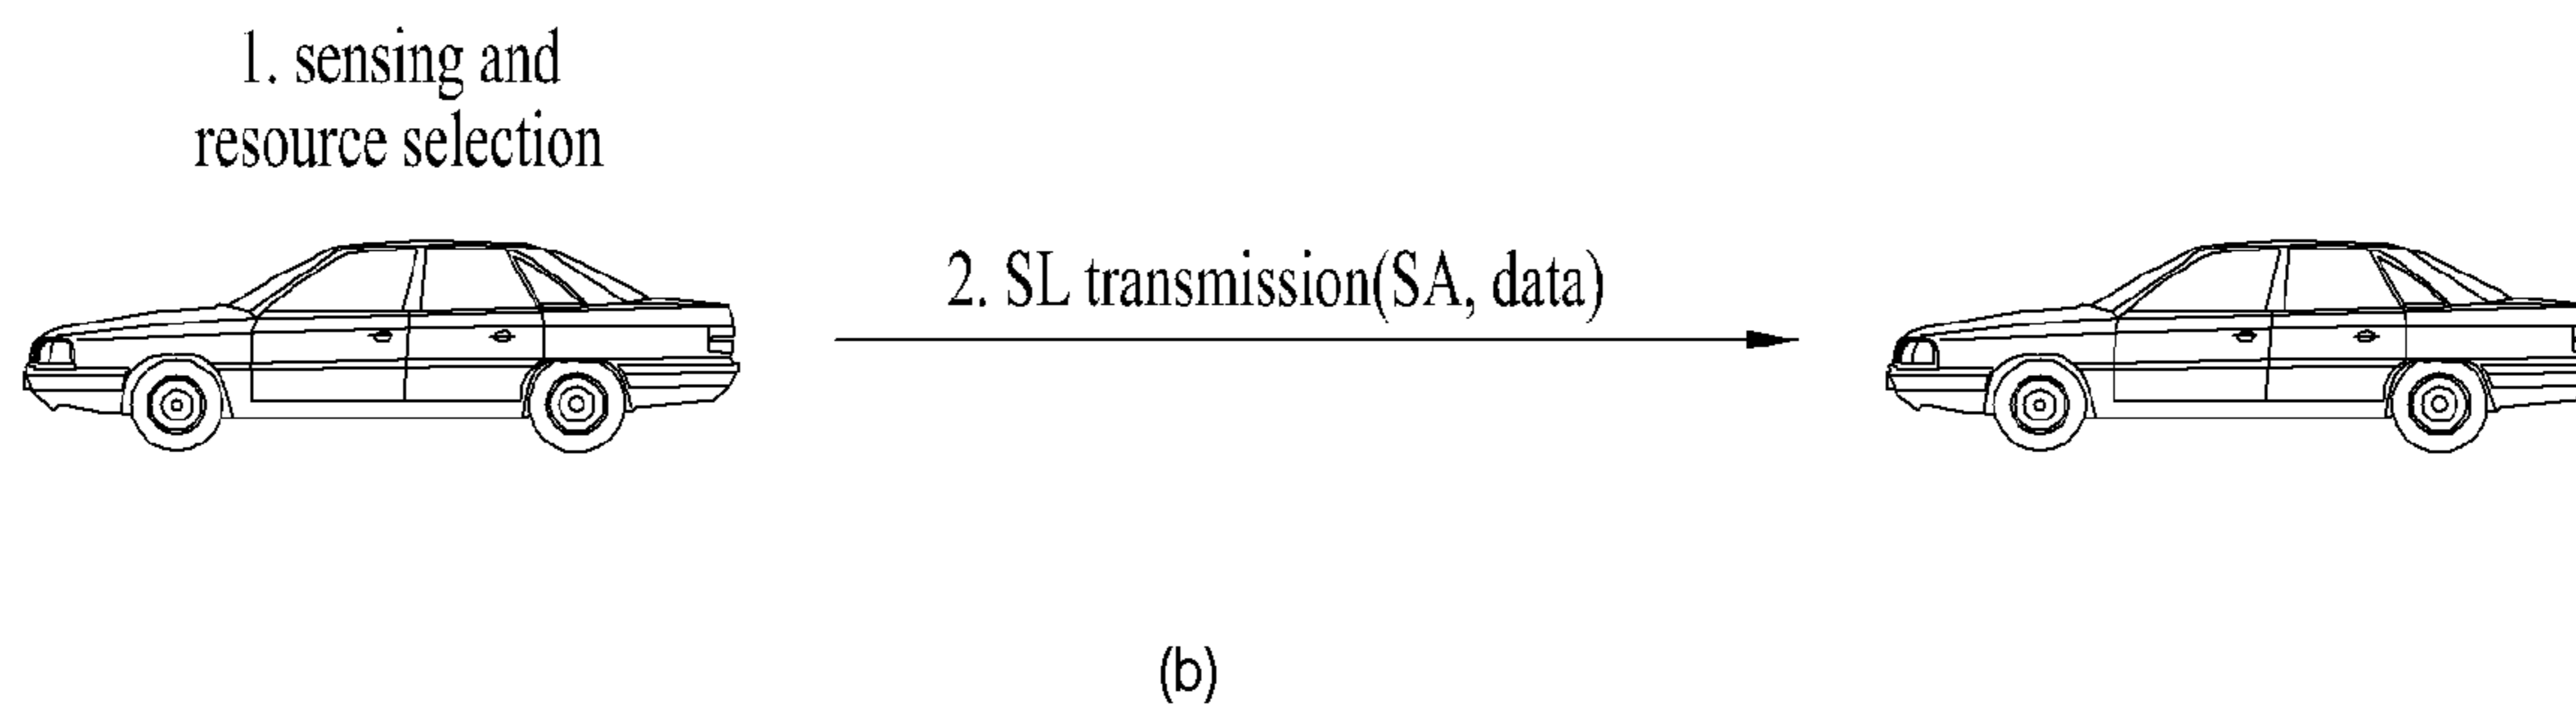 1. sensing and
resource selection
2. SL transmission(SA, data)
(b)